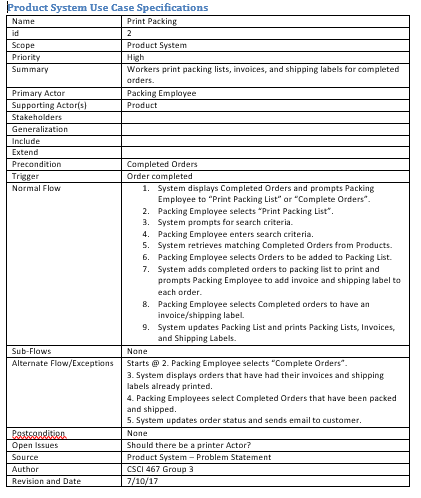 Product System Use Case Specifications
Name Print Packing
id 2
Scope Product System
Priority High
Summary Workers print packing lists, invoices, and shipping labels for completed
orders.
Primary Actor Packing Employee
Supporting Actor(s) Product
Stakeholders
Generalization
Include
Extend
Precondition Completed Orders
Trigger Order completed
Normal Flow 1. System displays Completed Orders and prompts Packing
Employee to “Print Packing List” or “Complete Orders”.
2. Packing Employee selects “Print Packing List”.
3. System prompts for search criteria.
4. Packing Employee enters search criteria.
5. System retrieves matching Completed Orders from Products.
6. Packing Employee selects Orders to be added to Packing List.
7. System adds completed orders to packing list to print and
prompts Packing Employee to add invoice and shipping label to
each order.
8. Packing Employee selects Completed orders to have an
invoice/shipping label.
9. System updates Packing List and prints Packing Lists, Invoices,
and Shipping Labels.
Sub-Flows None
Alternate Flow/Exceptions Starts @ 2. Packing Employee selects “Complete Orders”.
3. System displays orders that have had their invoices and shipping
labels already printed.
4. Packing Employees select Completed Orders that have been packed
and shipped.
5. System updates order status and sends email to customer.
Postcondition None
Open Issues Should there be a printer Actor?
Source Product System – Problem Statement
Author CSCI 467 Group 3
Revision and Date 7/10/17